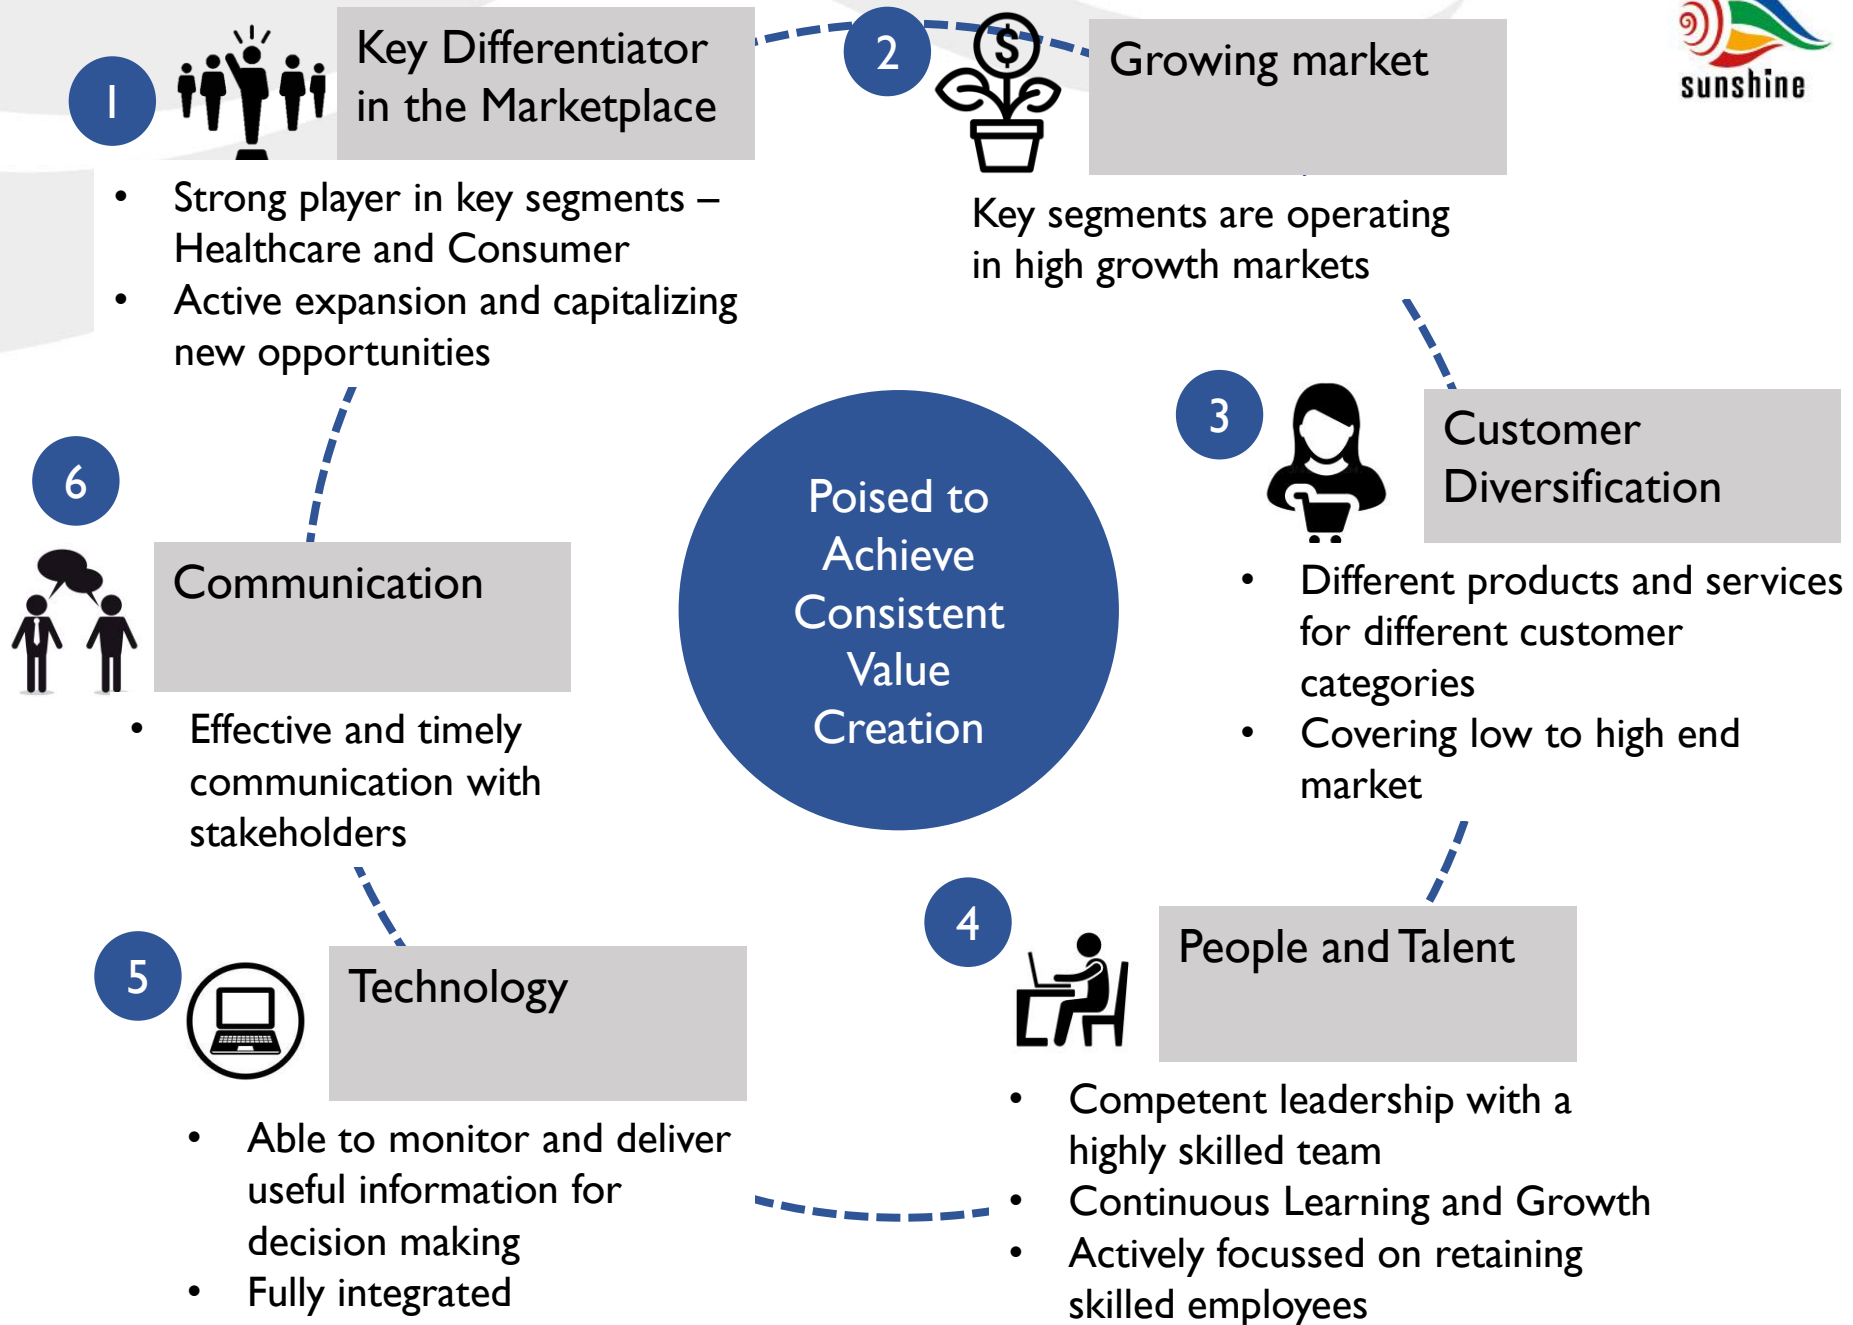 1
Key Differentiator
in the Marketplace
• Strong player in key segments –
Healthcare and Consumer
• Active expansion and capitalizing
new opportunities
2
Growing market
Key segments are operating
in high growth markets
sunshine
3
Customer
Diversification
• Different products and services
for different customer
categories
• Covering low to high end
market
Poised to
Achieve
Consistent
Value
Creation
4
People and Talent
• Competent leadership with a
highly skilled team
• Continuous Learning and Growth
• Actively focussed on retaining
skilled employees
5
Technology
• Able to monitor and deliver
useful information for
decision making
• Fully integrated
6
Communication
• Effective and timely
communication with
stakeholders